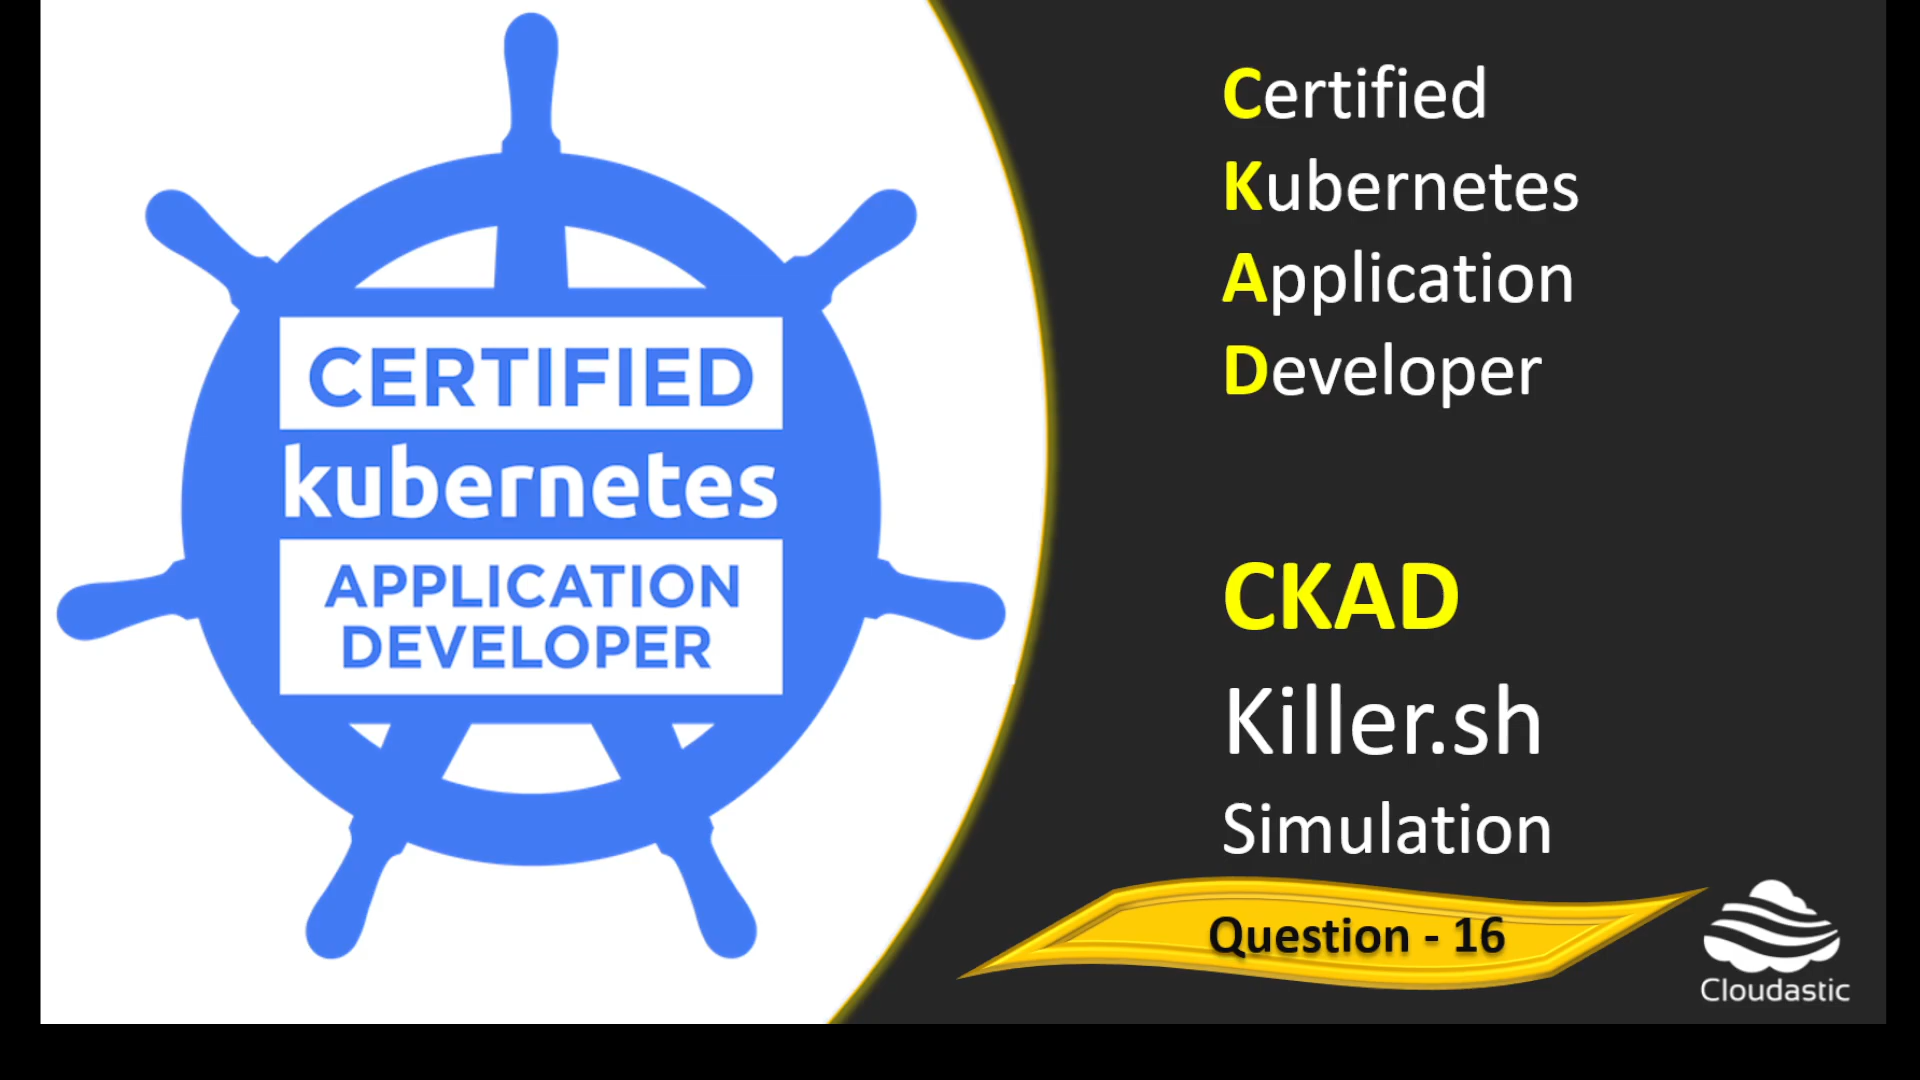 CERTIFIED
kubernetes
APPLICATION
DEVELOPER
Certified
Kubernetes
Application
Developer
CKAD
Killer.sh
Simulation
Question - 16
Cloudastic